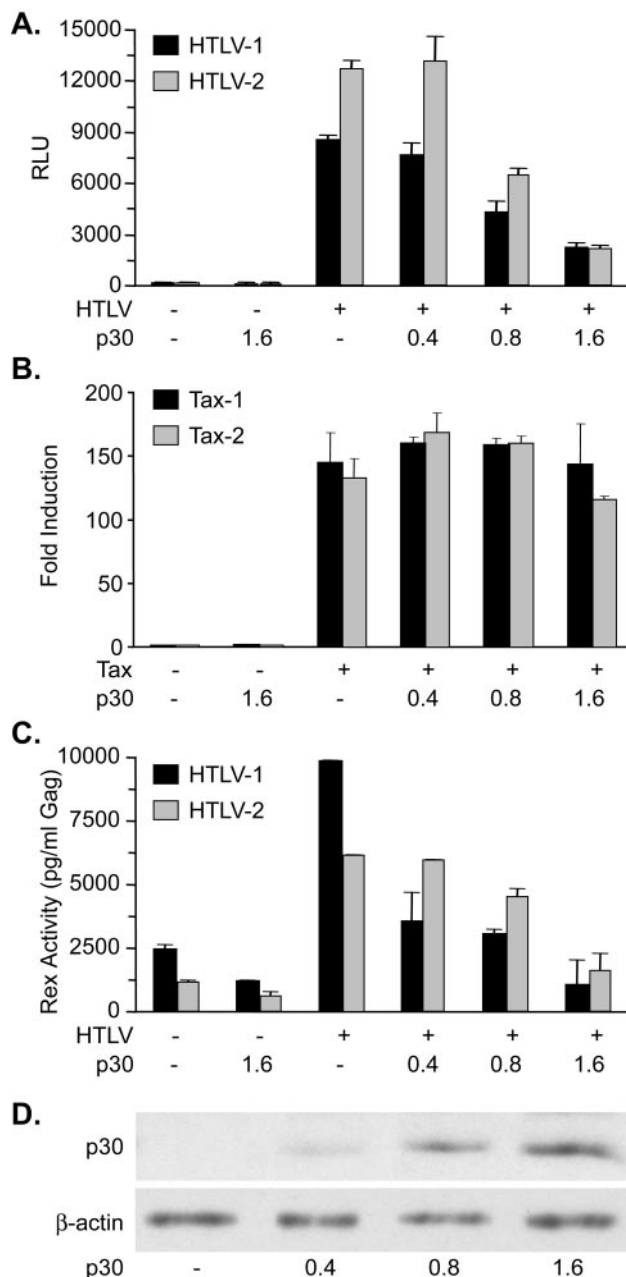 A.
15000
12000
9000
6000
3000
0
RLU
HTLV-1
HTLV-2
HTLV - - + + + +
p30 - 1.6 - 0.4 0.8 1.6
B.
200
150
100
50
0
Fold Induction
Tax-1
Tax-2
Tax - - + + + +
p30 - 1.6 - 0.4 0.8 1.6
C.
10000
7500
5000
2500
0
Rex Activity (pg/ml Gag)
HTLV-1
HTLV-2
HTLV - - + + + +
p30 - 1.6 - 0.4 0.8 1.6
D.
p30
β-actin
p30 - 0.4 0.8 1.6